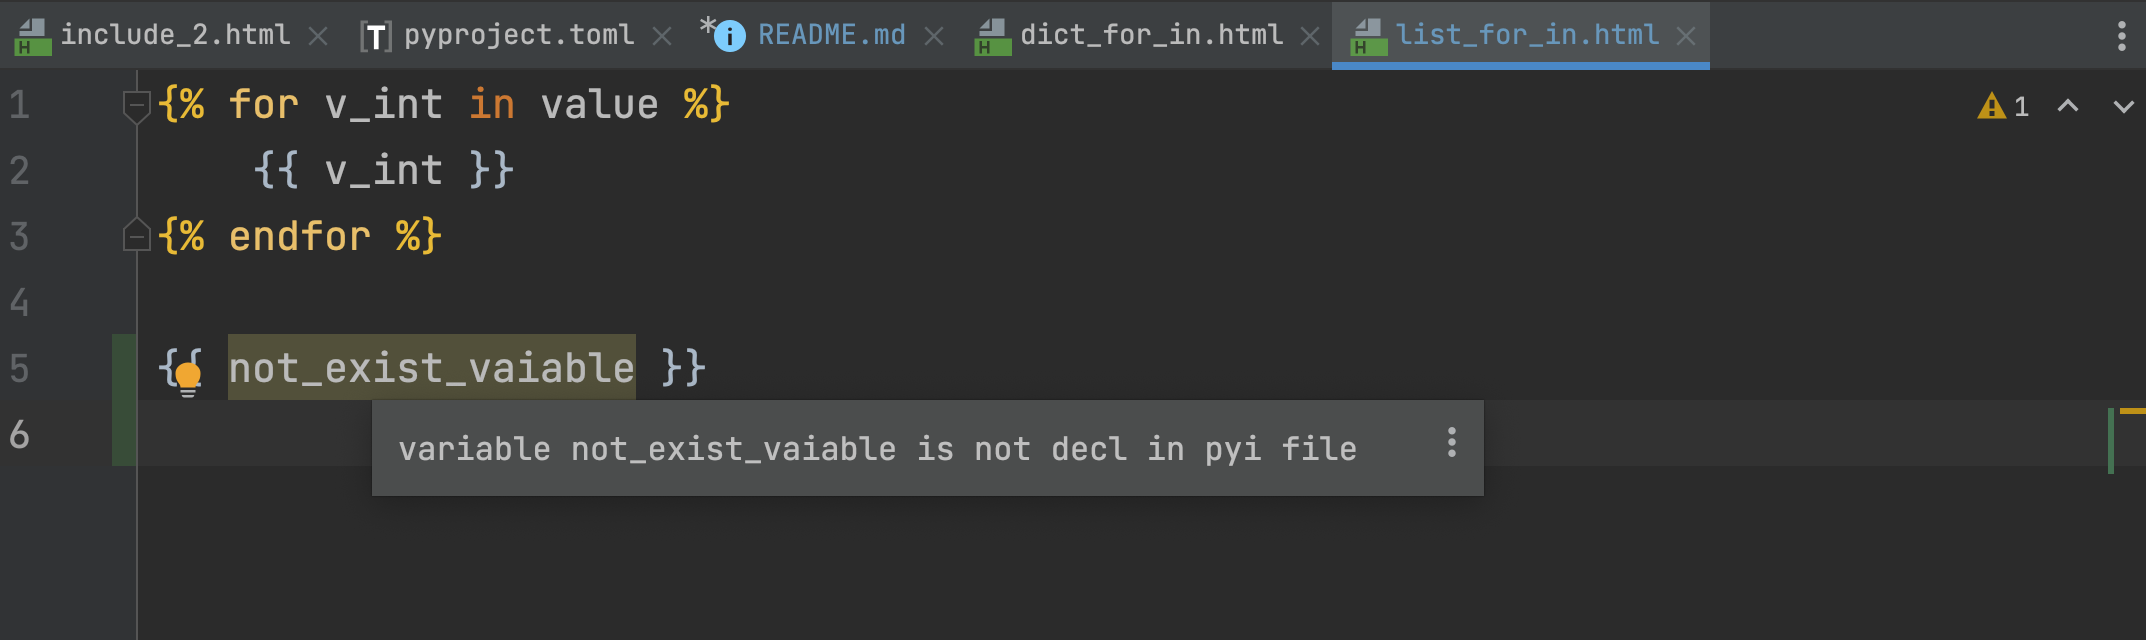 include_2.html pyproject.toml * README.md dict_for_in.html list_for_in.html
1 {% for v_int in value %} 1
2 {{ v_int }}
3 {% endfor %}
4
5 {{ not_exist_vaiable }}
6
variable not_exist_vaiable is not decl in pyi file